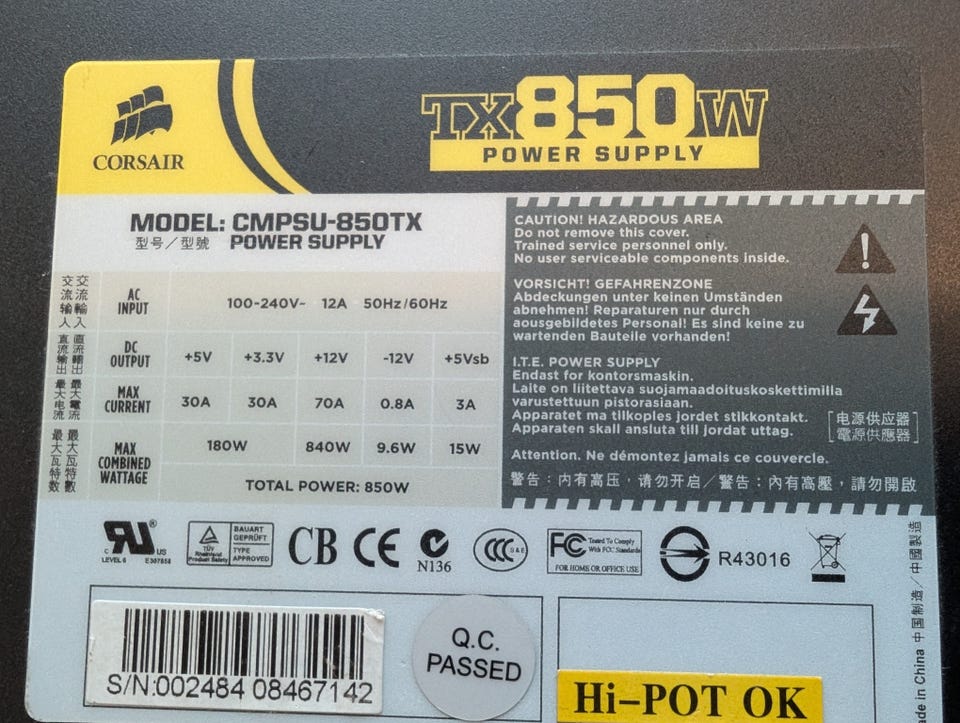 CORSAIR
TX850W
POWER SUPPLY
MODEL: CMPSU-850TX
型号／型號 POWER SUPPLY
交流输入 交流輸入 AC INPUT 100-240V~ 12A 50Hz/60Hz
直流输出 直流輸出 DC OUTPUT +5V +3.3V +12V -12V +5Vsb
最大电流 最大電流 MAX CURRENT 30A 30A 70A 0.8A 3A
最大瓦特数 最大瓦特數 MAX COMBINED WATTAGE 180W 840W 9.6W 15W
TOTAL POWER: 850W
CAUTION! HAZARDOUS AREA
Do not remove this cover.
Trained service personnel only.
No user serviceable components inside.
VORSICHT! GEFAHRENZONE
Abdeckungen unter keinen Umständen
abnehmen! Reparaturen nur durch
aousgebildetes Personal! Es sind keine zu
wartenden Bauteile vorhanden!
I.T.E. POWER SUPPLY
Endast for kontorsmaskin.
Laite on liitettava suojamaadoituskoskettimilla
varustettuun pistorasiaan.
Apparatet ma tilkoples jordet stikkontakt.
Apparaten skall ansluta till jordat uttag.
电源供应器
電源供應器
Attention. Ne démontez jamais ce couvercle.
警告：内有高压，请勿开启／警告：內有高壓，請勿開啟
c RU ® US
LEVEL 6 E307858
TÜV
Rheinland
Product Safety
BAUART
GEPRÜFT
TYPE
APPROVED
CB
CE
N136
CCC S&E
FC Tested To Comply
With FCC Standards
FOR HOME OR OFFICE USE
R43016
S/N:002484 08467142
Q.C.
PASSED
Hi-POT OK
Made in China 中国制造／中國製造